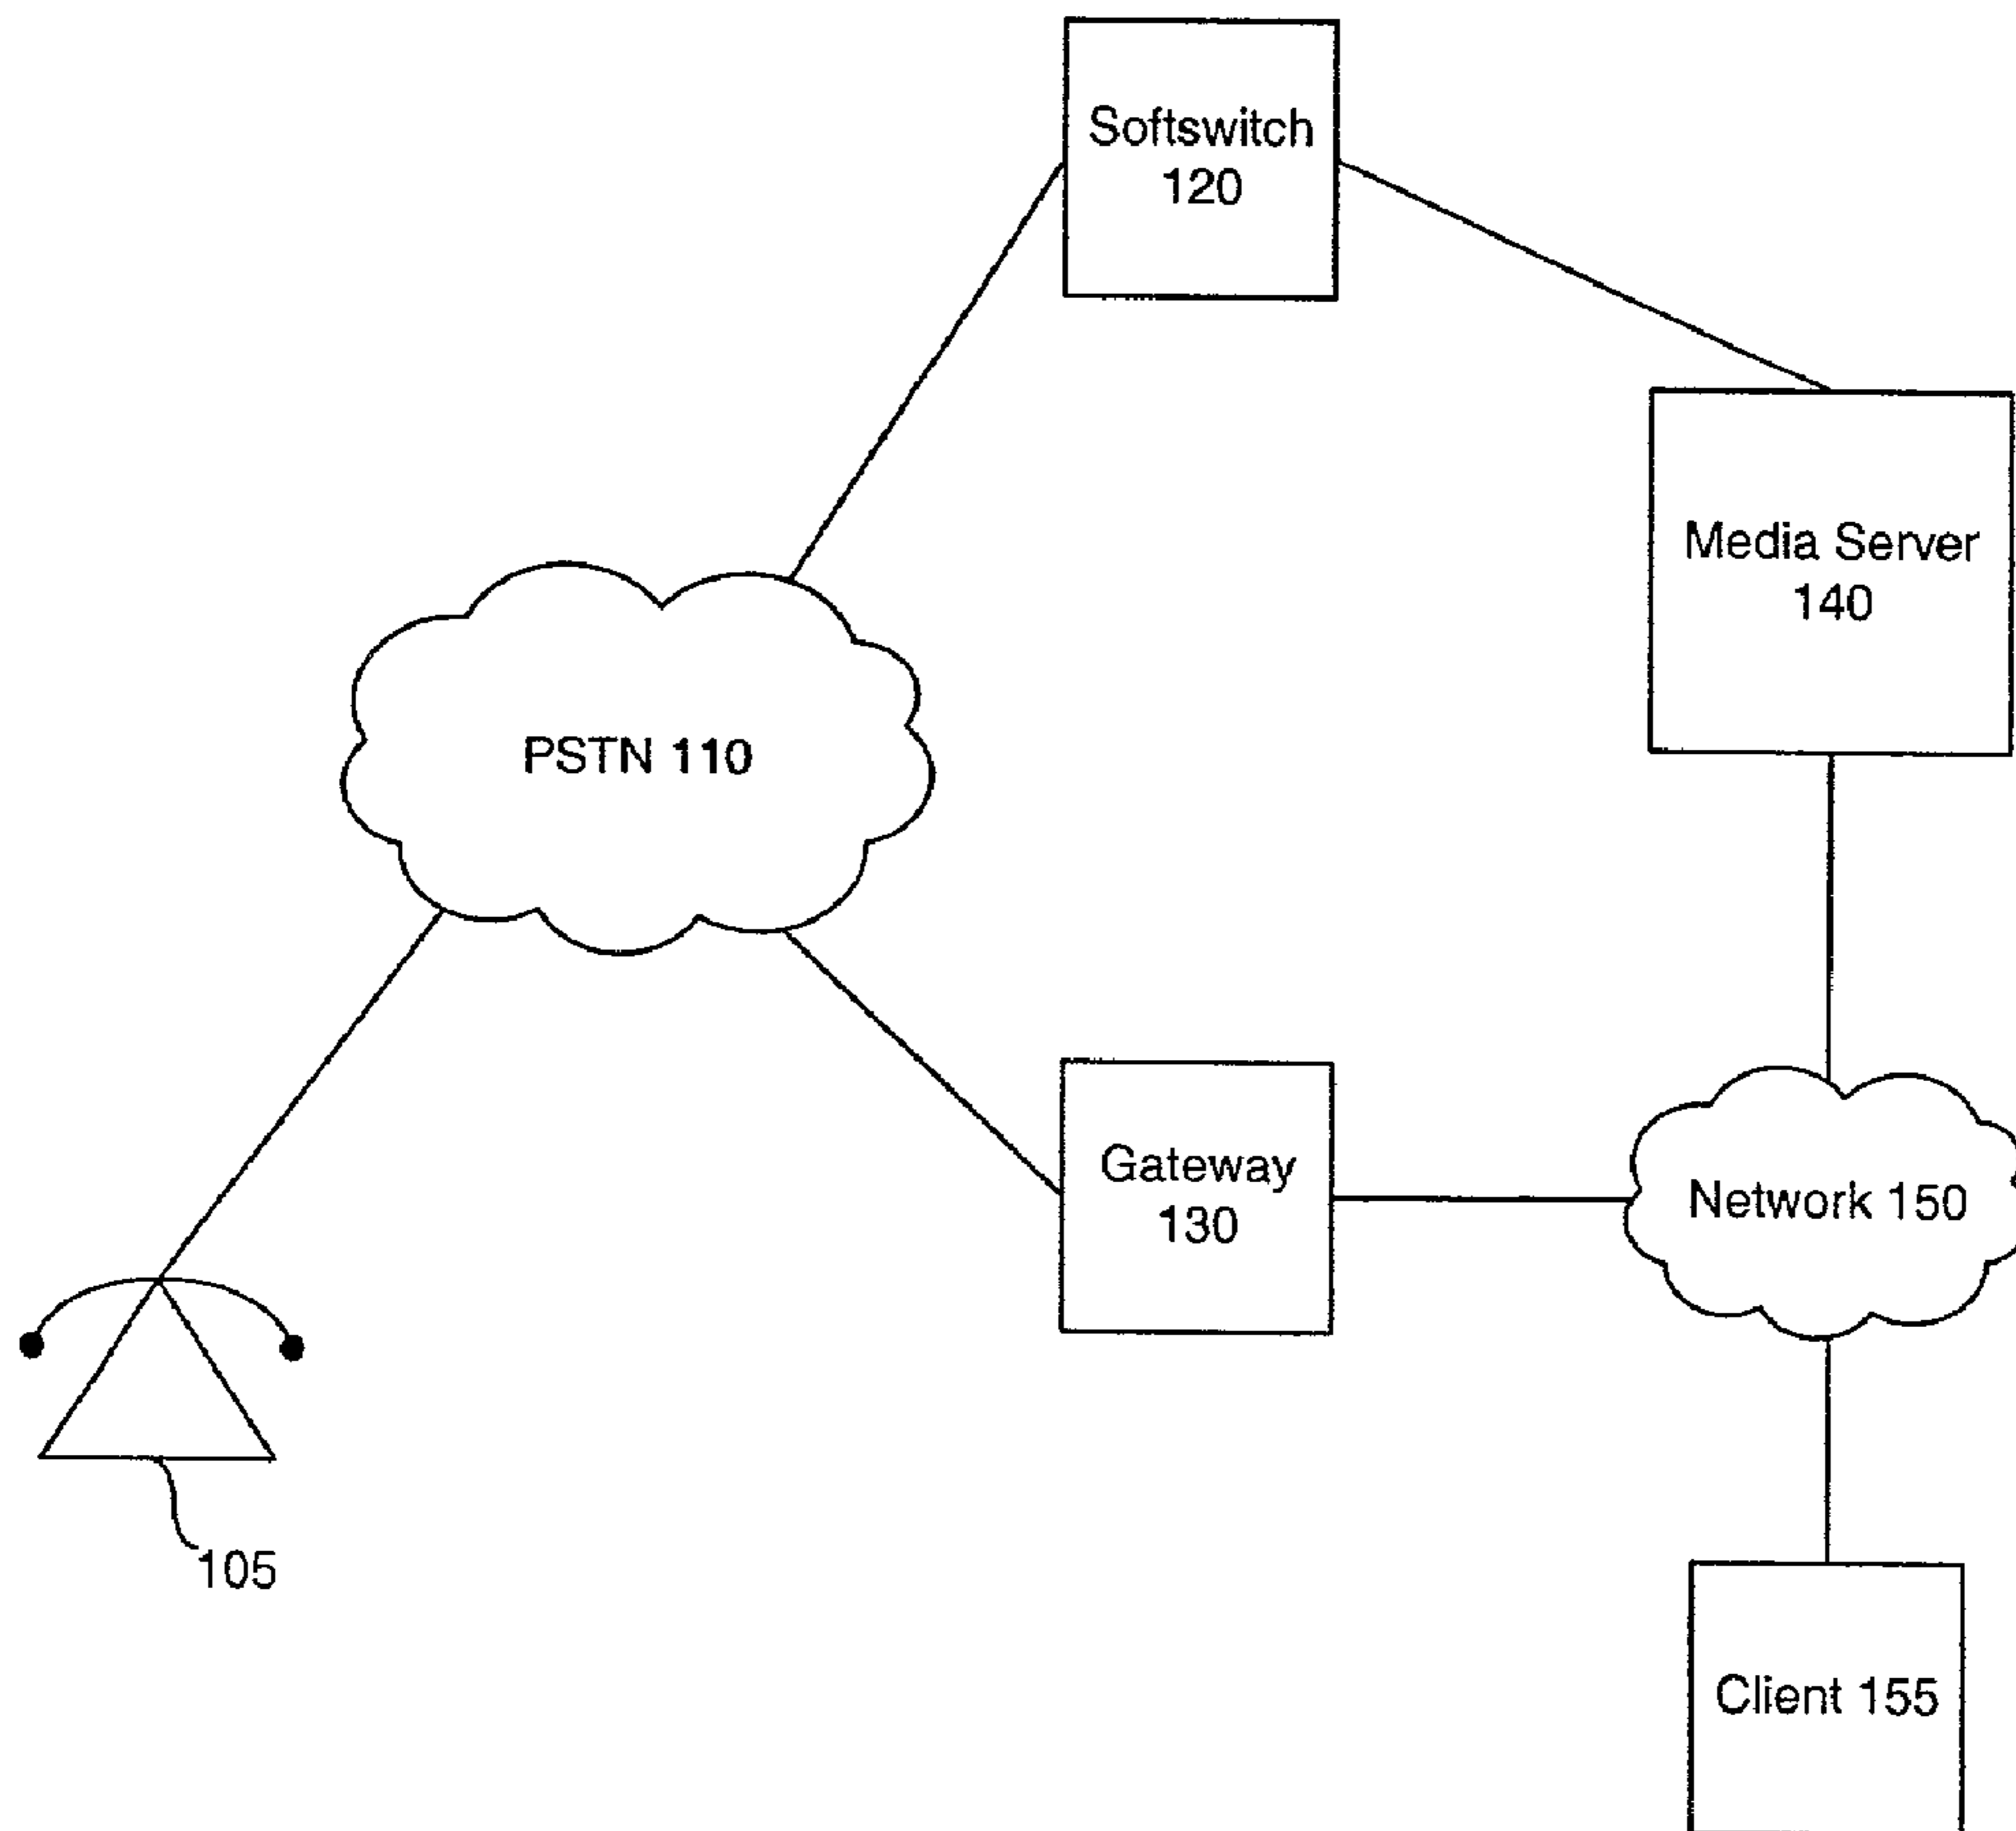 Softswitch
120
Media Server
140
PSTN 110
Gateway
130
Network 150
105
Client 155